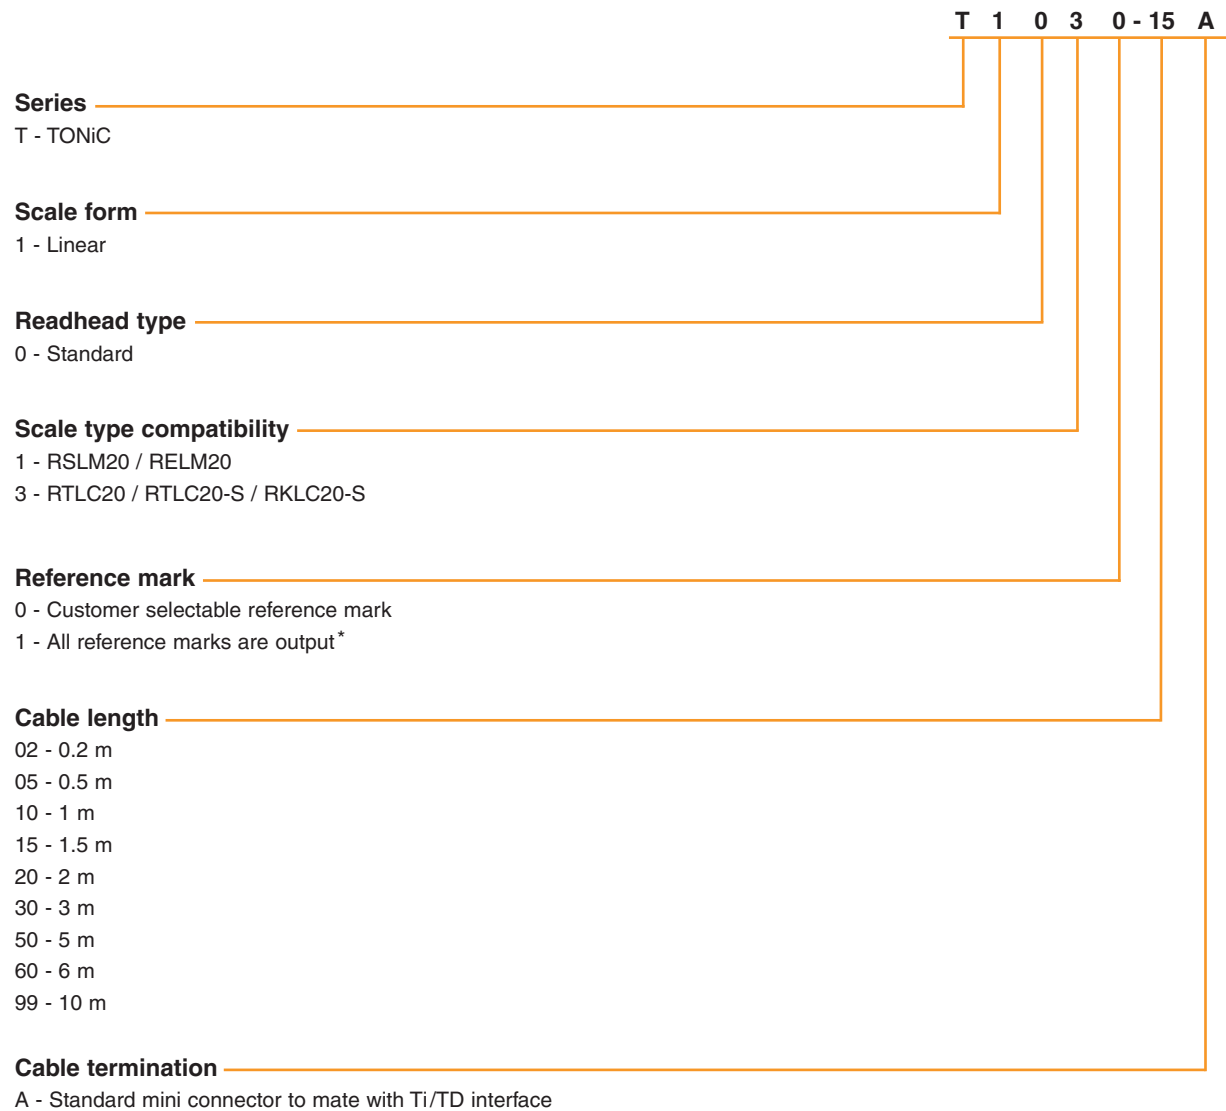 T 1 0 3 0 - 15 A
Series
T - TONiC
Scale form
1 - Linear
Readhead type
0 - Standard
Scale type compatibility
1 - RSLM20 / RELM20
3 - RTLC20 / RTLC20-S / RKLC20-S
Reference mark
0 - Customer selectable reference mark
1 - All reference marks are output*
Cable length
02 - 0.2 m
05 - 0.5 m
10 - 1 m
15 - 1.5 m
20 - 2 m
30 - 3 m
50 - 5 m
60 - 6 m
99 - 10 m
Cable termination
A - Standard mini connector to mate with Ti/TD interface